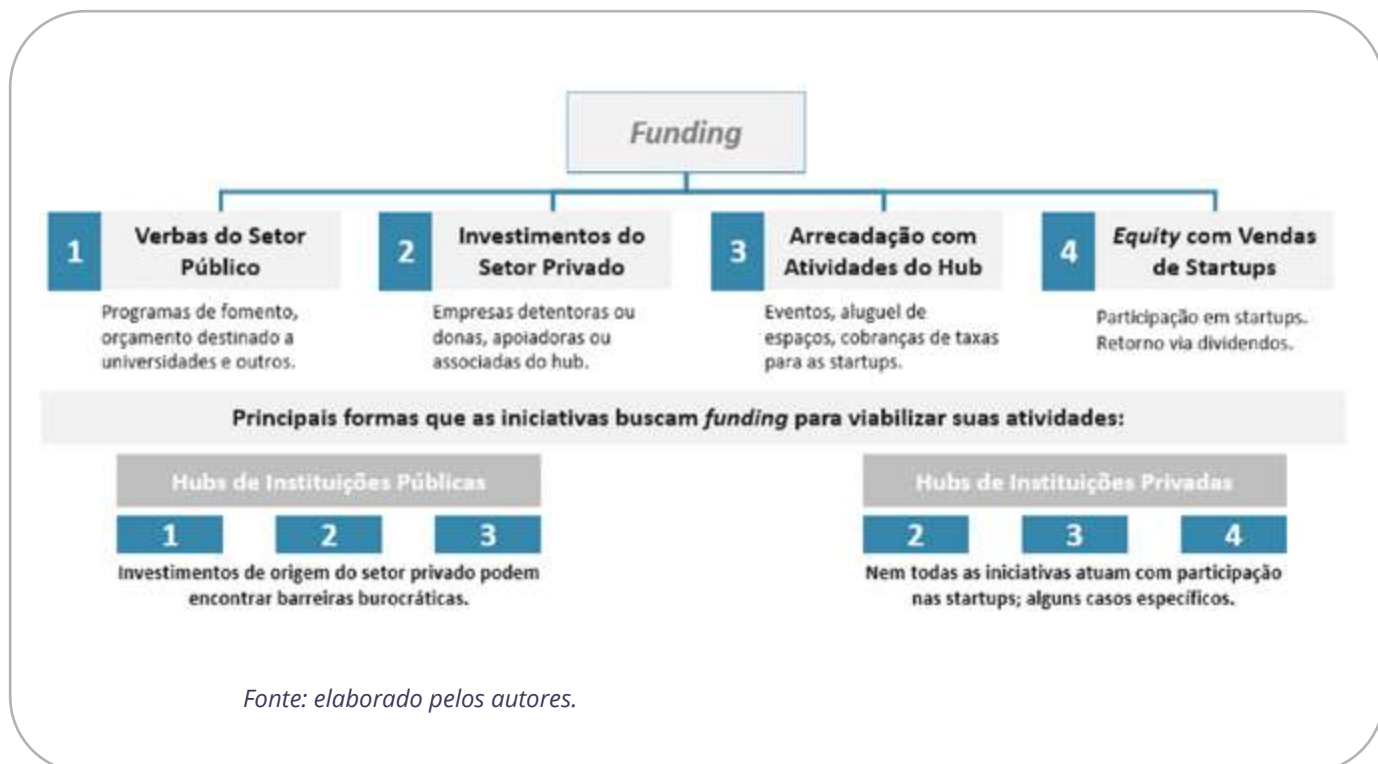 Funding
1
Verbas do Setor
Público
Programas de fomento,
orçamento destinado a
universidades e outros.
2
Investimentos do
Setor Privado
Empresas detentoras ou
donas, apoiadoras ou
associadas do hub.
3
Arrecadação com
Atividades do Hub
Eventos, aluguel de
espaços, cobranças de taxas
para as startups.
4
Equity com Vendas
de Startups
Participação em startups.
Retorno via dividendos.
Principais formas que as iniciativas buscam funding para viabilizar suas atividades:
Hubs de Instituições Públicas
1 2 3
Investimentos de origem do setor privado podem
encontrar barreiras burocráticas.
Hubs de Instituições Privadas
2 3 4
Nem todas as iniciativas atuam com participação
nas startups; alguns casos específicos.
Fonte: elaborado pelos autores.